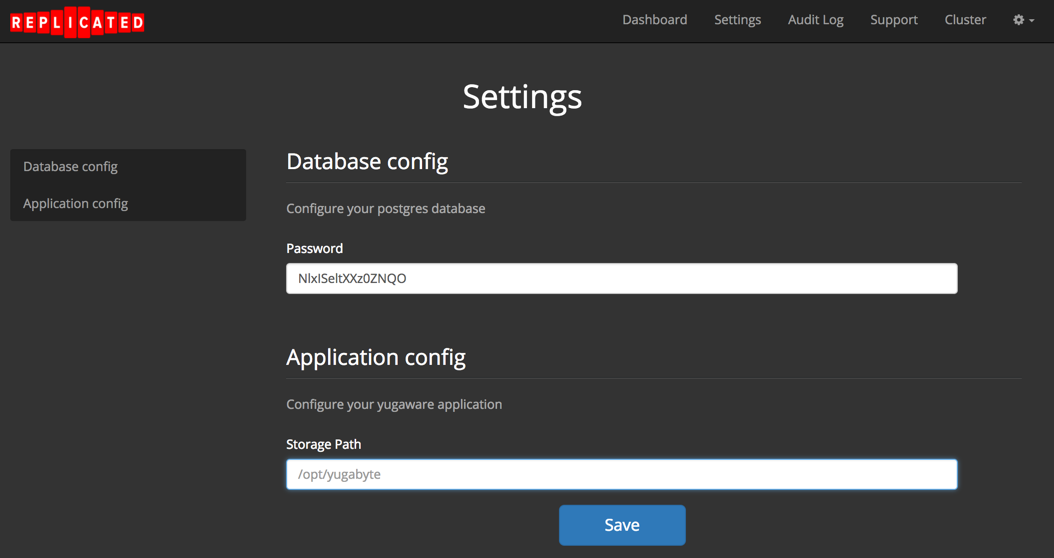 REPLICATED
Dashboard Settings Audit Log Support Cluster
Settings
Database config
Application config
Database config
Configure your postgres database
Password
NlxISeltXXz0ZNQO
Application config
Configure your yugaware application
Storage Path
/opt/yugabyte
Save